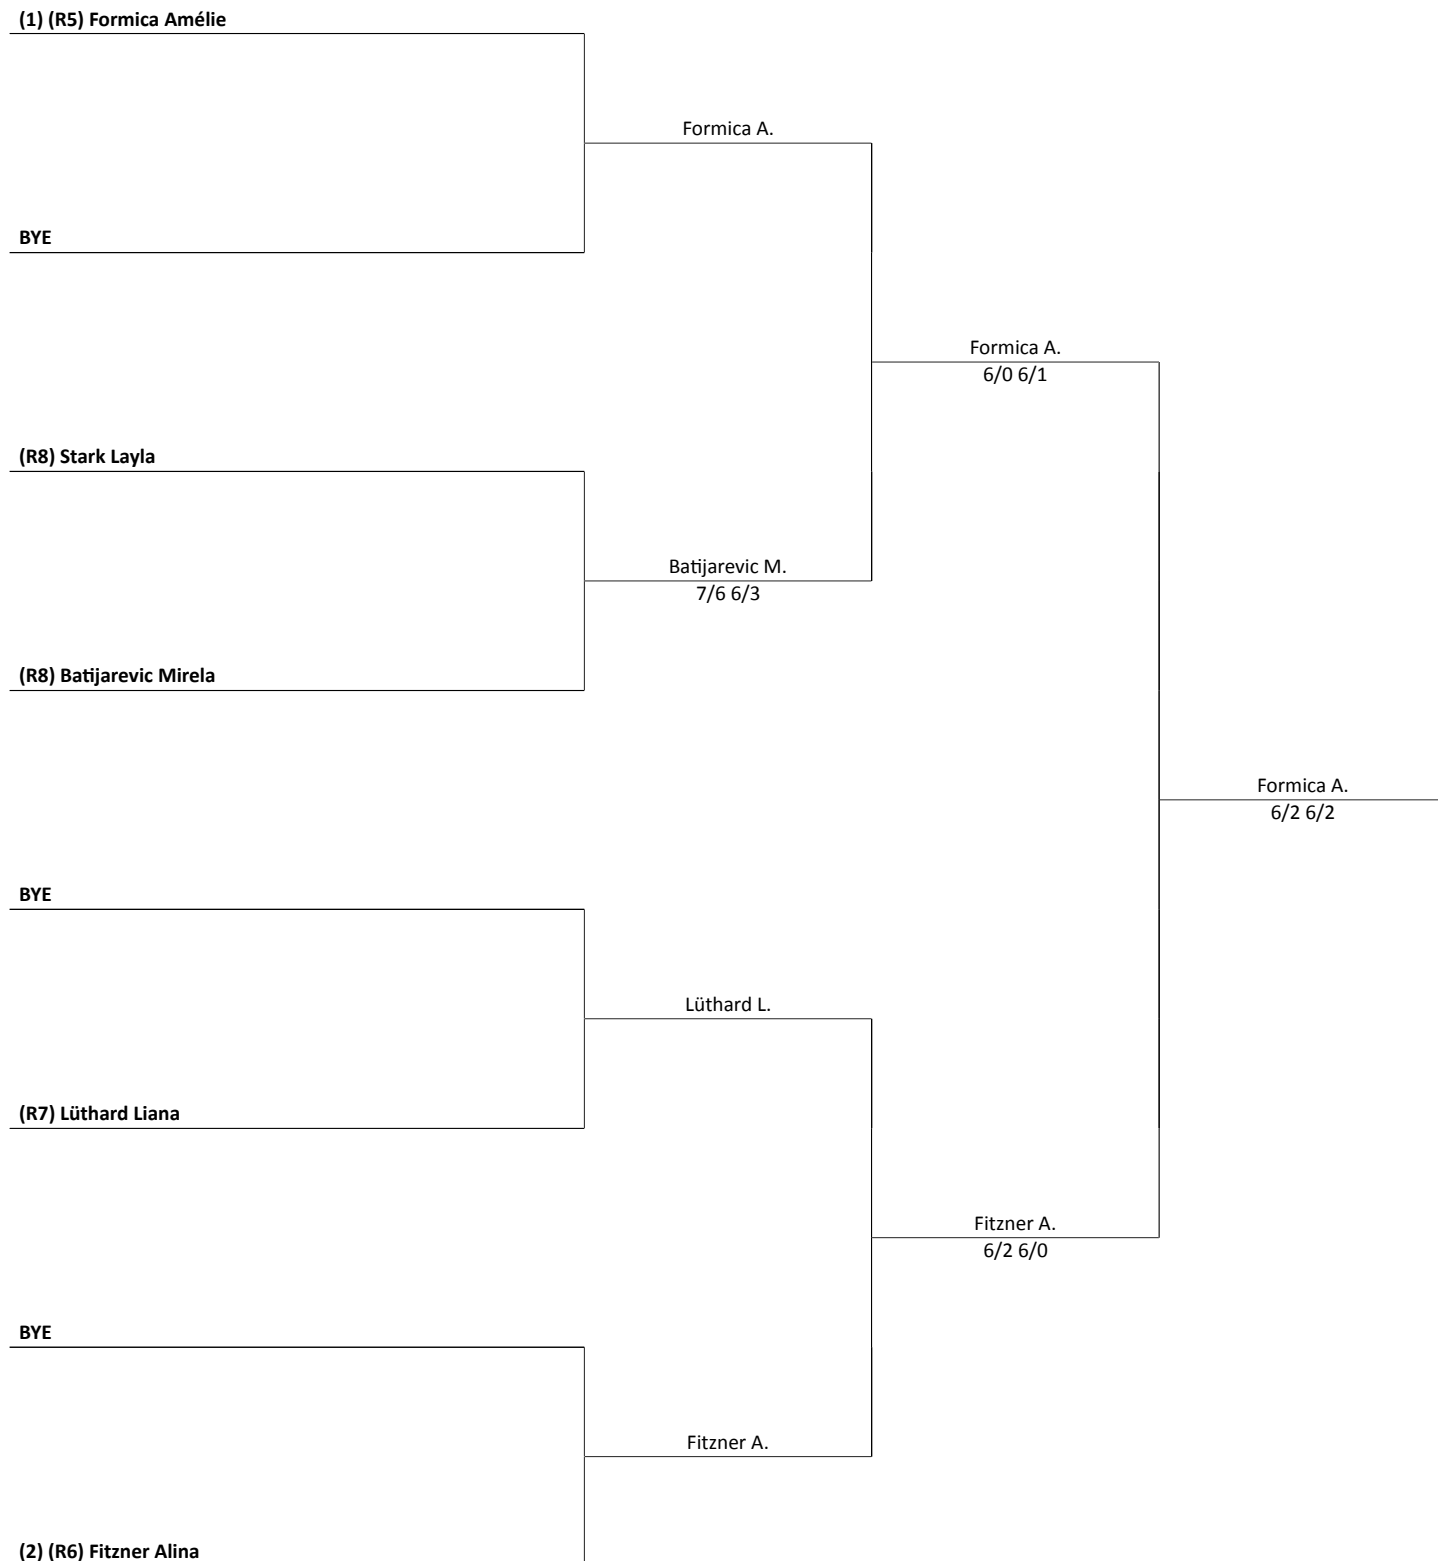 (1) (R5) Formica Amélie
Formica A.
BYE
Formica A.
6/0 6/1
(R8) Stark Layla
Batijarevic M.
7/6 6/3
(R8) Batijarevic Mirela
Formica A.
6/2 6/2
BYE
Lüthard L.
(R7) Lüthard Liana
Fitzner A.
6/2 6/0
BYE
Fitzner A.
(2) (R6) Fitzner Alina